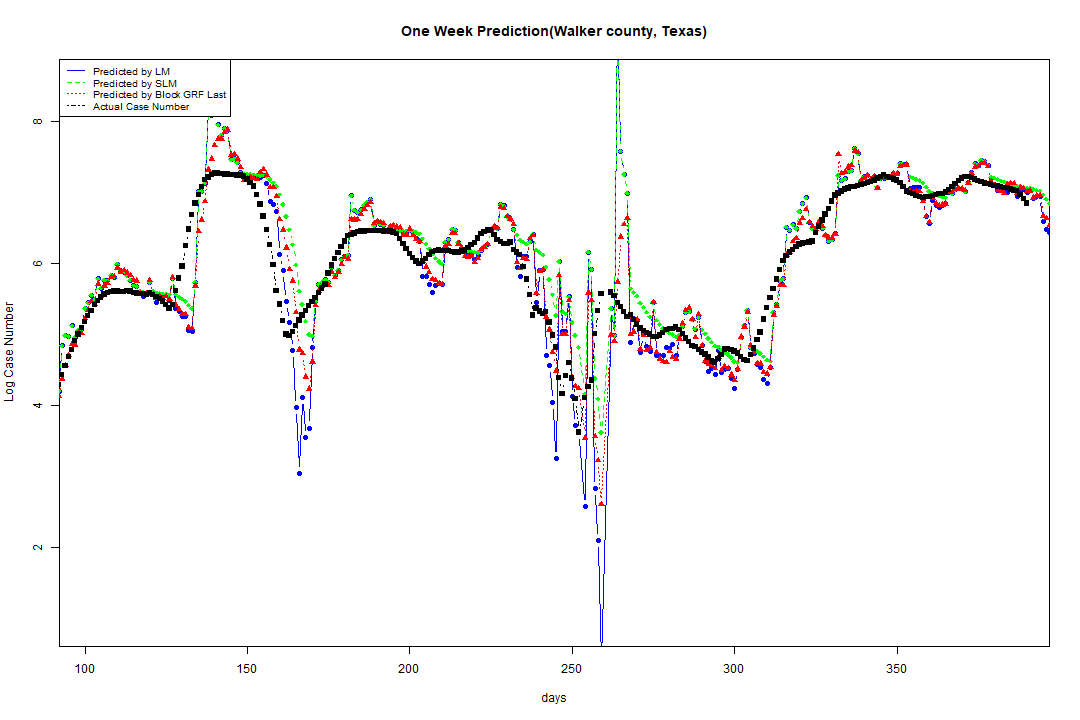 One Week Prediction(Walker county, Texas)
Predicted by LM
Predicted by SLM
Predicted by Block GRF Last
Actual Case Number
8
6
4
2
Log Case Number
100 150 200 250 300 350
days